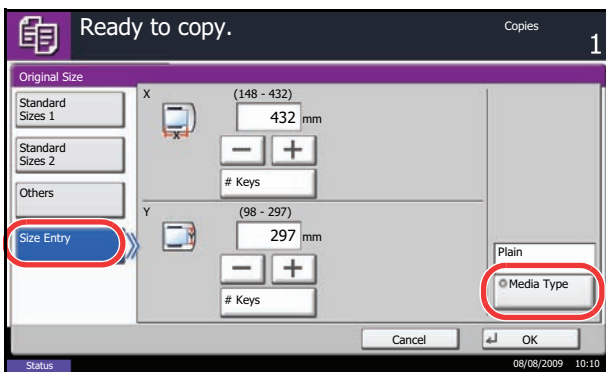 Ready to copy.
Copies
1
Original Size
Standard
Sizes 1
Standard
Sizes 2
Others
Size Entry
X
(148 - 432)
432 mm
X
# Keys
Y
(98 - 297)
297 mm
Y
# Keys
Plain
Media Type
Cancel
OK
Status
08/08/2009 10:10